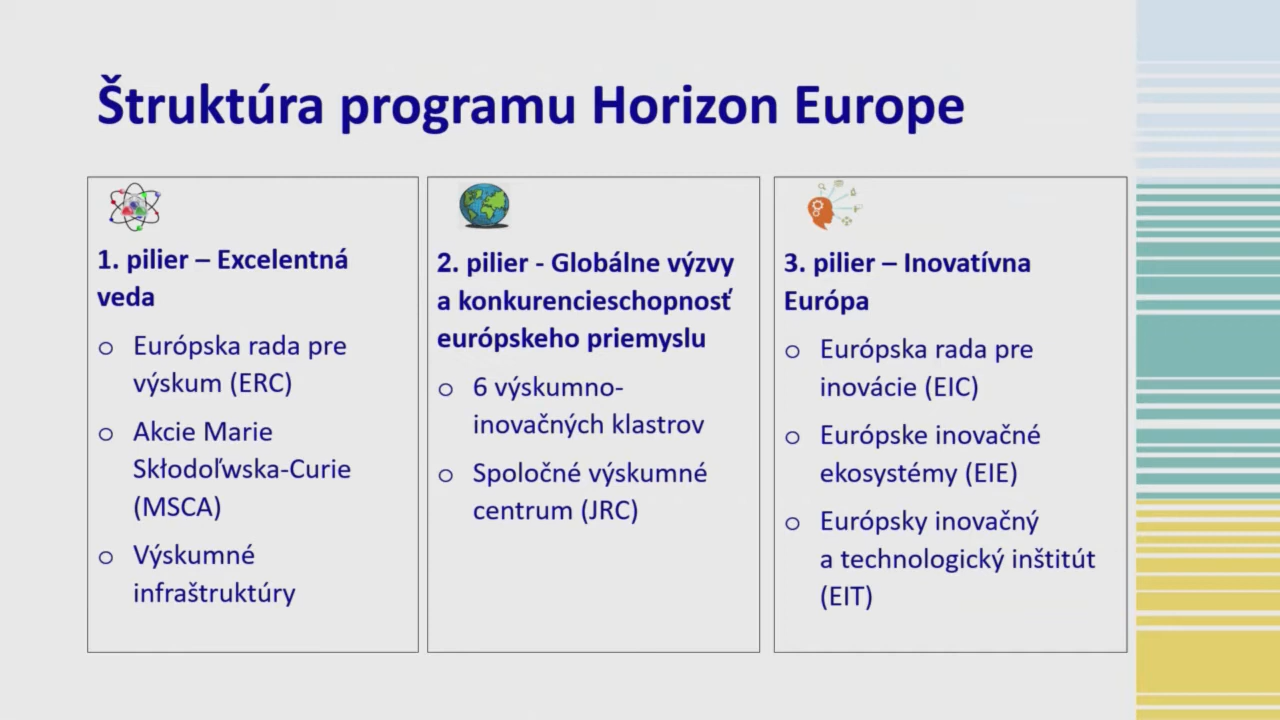 Štruktúra programu Horizon Europe
1. pilier – Excelentná
veda
o Európska rada pre
výskum (ERC)
o Akcie Marie
Skłodoľwska-Curie
(MSCA)
o Výskumné
infraštruktúry
2. pilier - Globálne výzvy
a konkurencieschopnosť
európskeho priemyslu
o 6 výskumno-
inovačných klastrov
o Spoločné výskumné
centrum (JRC)
3. pilier – Inovatívna
Európa
o Európska rada pre
inovácie (EIC)
o Európske inovačné
ekosystémy (EIE)
o Európsky inovačný
a technologický inštitút
(EIT)